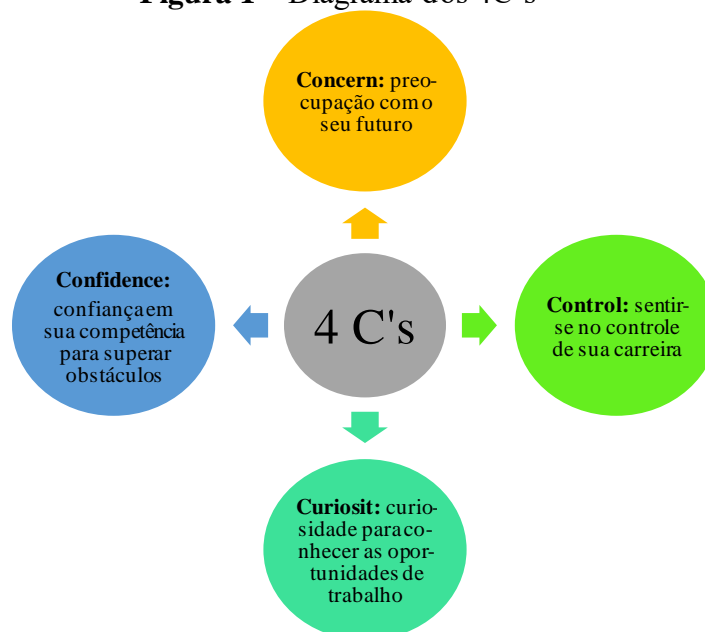 Figura 1 – Diagrama dos 4C's
Concern: preo-
cupação com o
seu futuro
Confidence:
confiança em
sua competência
para superar
obstáculos
4 C's
Control: sentir-
se no controle
de sua carreira
Curiosit: curio-
sidade para co-
nhecer as opor-
tunidades de
trabalho